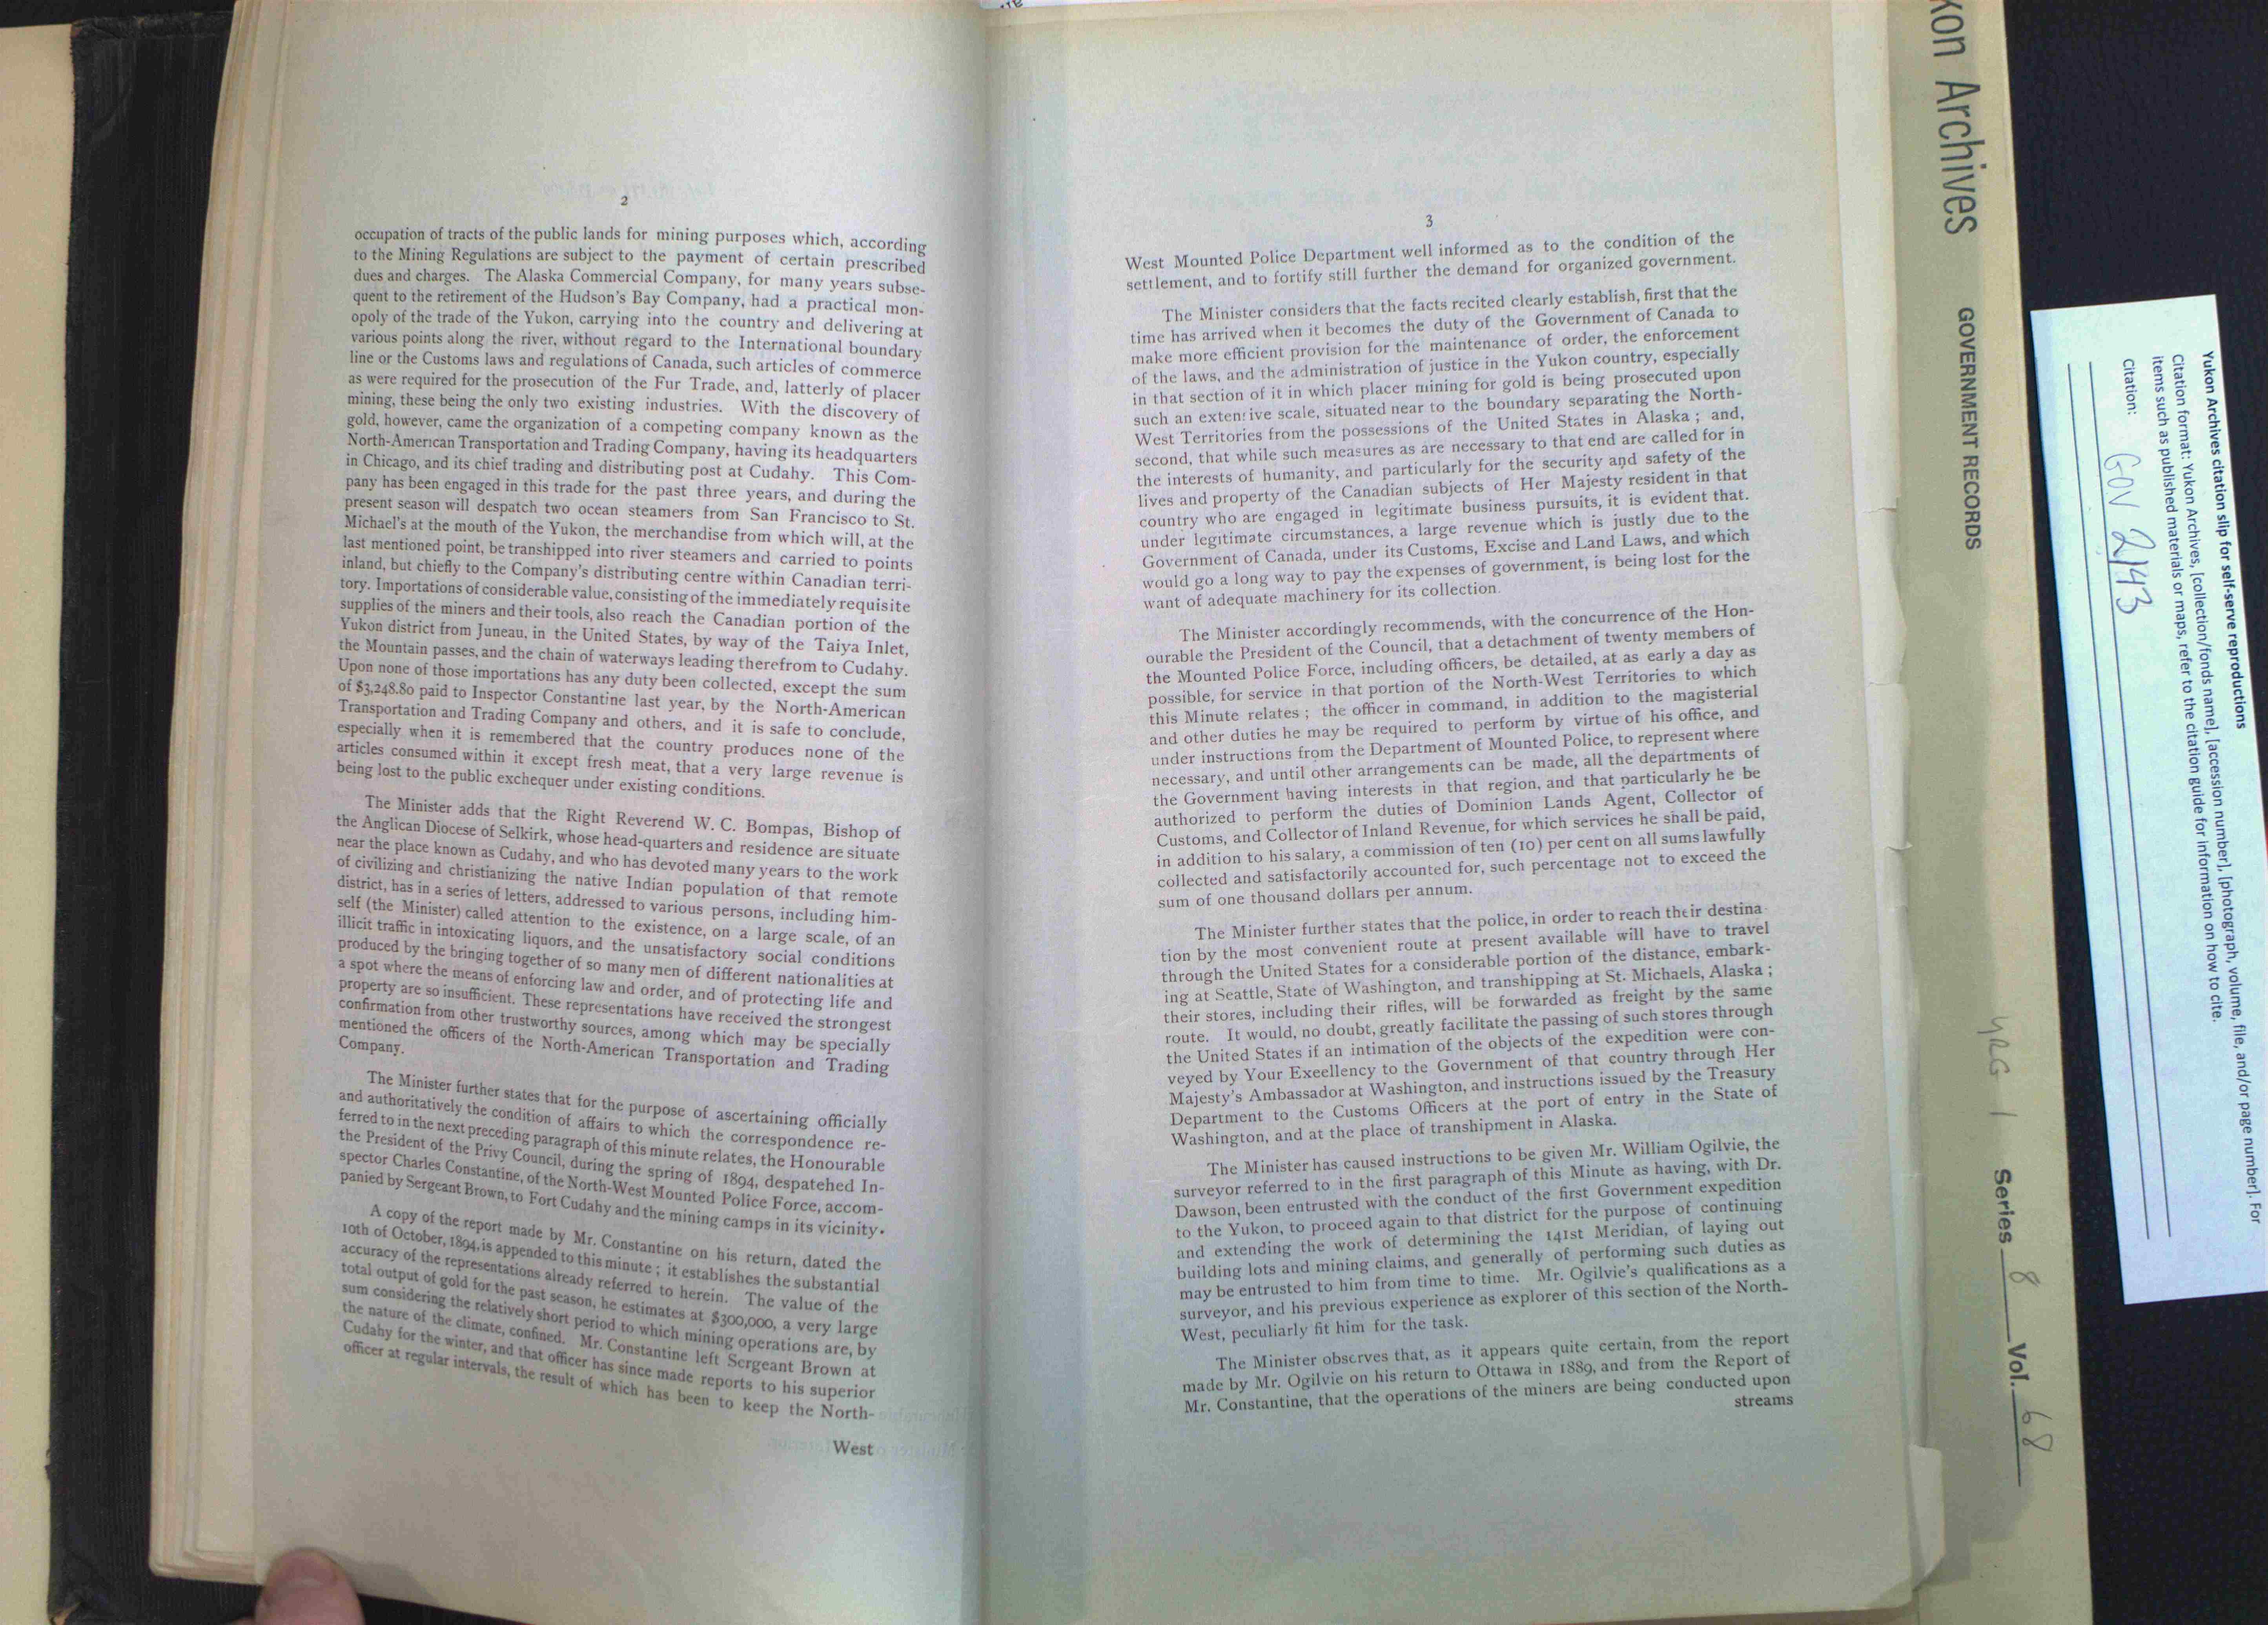 2
occupation of tracts of the public lands for mining purposes which, according
to the Mining Regulations are subject to the payment of certain prescribed
dues and charges. The Alaska Commercial Company, for many years subse-
quent to the retirement of the Hudson's Bay Company, had a practical mon-
opoly of the trade of the Yukon, carrying into the country and delivering at
various points along the river, without regard to the International boundary
line or the Customs laws and regulations of Canada, such articles of commerce
as were required for the prosecution of the Fur Trade, and, latterly of placer
mining, these being the only two existing industries. With the discovery of
gold, however, came the organization of a competing company known as the
North-American Transportation and Trading Company, having its headquarters
in Chicago, and its chief trading and distributing post at Cudahy. This Com-
pany has been engaged in this trade for the past three years, and during the
present season will despatch two ocean steamers from San Francisco to St.
Michael's at the mouth of the Yukon, the merchandise from which will, at the
last mentioned point, be transhipped into river steamers and carried to points
inland, but chiefly to the Company's distributing centre within Canadian terri-
tory. Importations of considerable value, consisting of the immediately requisite
supplies of the miners and their tools, also reach the Canadian portion of the
Yukon district from Juneau, in the United States, by way of the Taiya Inlet,
the Mountain passes, and the chain of waterways leading therefrom to Cudahy.
Upon none of those importations has any duty been collected, except the sum
of $3,248.80 paid to Inspector Constantine last year, by the North-American
Transportation and Trading Company and others, and it is safe to conclude,
especially when it is remembered that the country produces none of the
articles consumed within it except fresh meat, that a very large revenue is
being lost to the public exchequer under existing conditions.
The Minister adds that the Right Reverend W. C. Bompas, Bishop of
the Anglican Diocese of Selkirk, whose head-quarters and residence are situate
near the place known as Cudahy, and who has devoted many years to the work
of civilizing and christianizing the native Indian population of that remote
district, has in a series of letters, addressed to various persons, including him-
self (the Minister) called attention to the existence, on a large scale, of an
illicit traffic in intoxicating liquors, and the unsatisfactory social conditions
produced by the bringing together of so many men of different nationalities at
a spot where the means of enforcing law and order, and of protecting life and
property are so insufficient. These representations have received the strongest
confirmation from other trustworthy sources, among which may be specially
mentioned the officers of the North-American Transportation and Trading
Company.
The Minister further states that for the purpose of ascertaining officially
and authoritatively the condition of affairs to which the correspondence re-
ferred to in the next preceding paragraph of this minute relates, the Honourable
the President of the Privy Council, during the spring of 1894, despatehed In-
spector Charles Constantine, of the North-West Mounted Police Force, accom-
panied by Sergeant Brown, to Fort Cudahy and the mining camps in its vicinity.
A copy of the report made by Mr. Constantine on his return, dated the
10th of October, 1894, is appended to this minute ; it establishes the substantial
accuracy of the representations already referred to herein. The value of the
total output of gold for the past season, he estimates at $300,000, a very large
sum considering the relatively short period to which mining operations are, by
the nature of the climate, confined. Mr. Constantine left Sergeant Brown at
Cudahy for the winter, and that officer has since made reports to his superior
officer at regular intervals, the result of which has been to keep the North-
West
3
West Mounted Police Department well informed as to the condition of the
settlement, and to fortify still further the demand for organized government.
The Minister considers that the facts recited clearly establish, first that the
time has arrived when it becomes the duty of the Government of Canada to
make more efficient provision for the maintenance of order, the enforcement
of the laws, and the administration of justice in the Yukon country, especially
in that section of it in which placer mining for gold is being prosecuted upon
such an extensive scale, situated near to the boundary separating the North-
West Territories from the possessions of the United States in Alaska ; and,
second, that while such measures as are necessary to that end are called for in
the interests of humanity, and particularly for the security and safety of the
lives and property of the Canadian subjects of Her Majesty resident in that
country who are engaged in legitimate business pursuits, it is evident that.
under legitimate circumstances, a large revenue which is justly due to the
Government of Canada, under its Customs, Excise and Land Laws, and which
would go a long way to pay the expenses of government, is being lost for the
want of adequate machinery for its collection.
The Minister accordingly recommends, with the concurrence of the Hon-
ourable the President of the Council, that a detachment of twenty members of
the Mounted Police Force, including officers, be detailed, at as early a day as
possible, for service in that portion of the North-West Territories to which
this Minute relates ; the officer in command, in addition to the magisterial
and other duties he may be required to perform by virtue of his office, and
under instructions from the Department of Mounted Police, to represent where
necessary, and until other arrangements can be made, all the departments of
the Government having interests in that region, and that particularly he be
authorized to perform the duties of Dominion Lands Agent, Collector of
Customs, and Collector of Inland Revenue, for which services he shall be paid,
in addition to his salary, a commission of ten (10) per cent on all sums lawfully
collected and satisfactorily accounted for, such percentage not to exceed the
sum of one thousand dollars per annum.
The Minister further states that the police, in order to reach their destina-
tion by the most convenient route at present available will have to travel
through the United States for a considerable portion of the distance, embark-
ing at Seattle, State of Washington, and transhipping at St. Michaels, Alaska ;
their stores, including their rifles, will be forwarded as freight by the same
route. It would, no doubt, greatly facilitate the passing of such stores through
the United States if an intimation of the objects of the expedition were con-
veyed by Your Exeellency to the Government of that country through Her
Majesty's Ambassador at Washington, and instructions issued by the Treasury
Department to the Customs Officers at the port of entry in the State of
Washington, and at the place of transhipment in Alaska.
The Minister has caused instructions to be given Mr. William Ogilvie, the
surveyor referred to in the first paragraph of this Minute as having, with Dr.
Dawson, been entrusted with the conduct of the first Government expedition
to the Yukon, to proceed again to that district for the purpose of continuing
and extending the work of determining the 141st Meridian, of laying out
building lots and mining claims, and generally of performing such duties as
may be entrusted to him from time to time. Mr. Ogilvie's qualifications as a
surveyor, and his previous experience as explorer of this section of the North-
West, peculiarly fit him for the task.
The Minister observes that, as it appears quite certain, from the report
made by Mr. Ogilvie on his return to Ottawa in 1889, and from the Report of
Mr. Constantine, that the operations of the miners are being conducted upon
streams
kon Archives GOVERNMENT RECORDS
YRG 1 Series 8 Vol. 68
Yukon Archives citation slip for self-serve reproductions
Citation format: Yukon Archives, [collection/fonds name], [accession number], [photograph, volume, file, and/or page number]. For
items such as published materials or maps, refer to the citation guide for information on how to cite.
Citation: GOV 2143